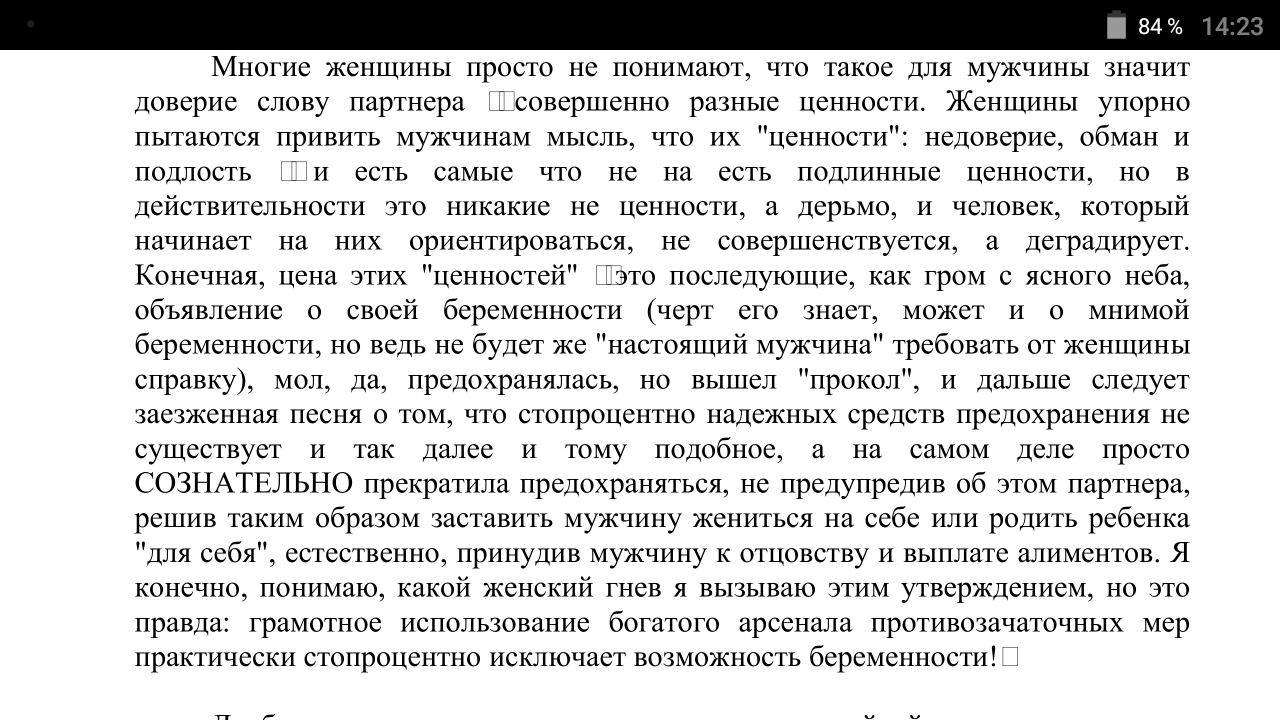 84 % 14:23
Многие женщины просто не понимают, что такое для мужчины значит
доверие слову партнера совершенно разные ценности. Женщины упорно
пытаются привить мужчинам мысль, что их "ценности": недоверие, обман и
подлость и есть самые что не на есть подлинные ценности, но в
действительности это никакие не ценности, а дерьмо, и человек, который
начинает на них ориентироваться, не совершенствуется, а деградирует.
Конечная, цена этих "ценностей" это последующие, как гром с ясного неба,
объявление о своей беременности (черт его знает, может и о мнимой
беременности, но ведь не будет же "настоящий мужчина" требовать от женщины
справку), мол, да, предохранялась, но вышел "прокол", и дальше следует
заезженная песня о том, что стопроцентно надежных средств предохранения не
существует и так далее и тому подобное, а на самом деле просто
СОЗНАТЕЛЬНО прекратила предохраняться, не предупредив об этом партнера,
решив таким образом заставить мужчину жениться на себе или родить ребенка
"для себя", естественно, принудив мужчину к отцовству и выплате алиментов. Я
конечно, понимаю, какой женский гнев я вызываю этим утверждением, но это
правда: грамотное использование богатого арсенала противозачаточных мер
практически стопроцентно исключает возможность беременности!